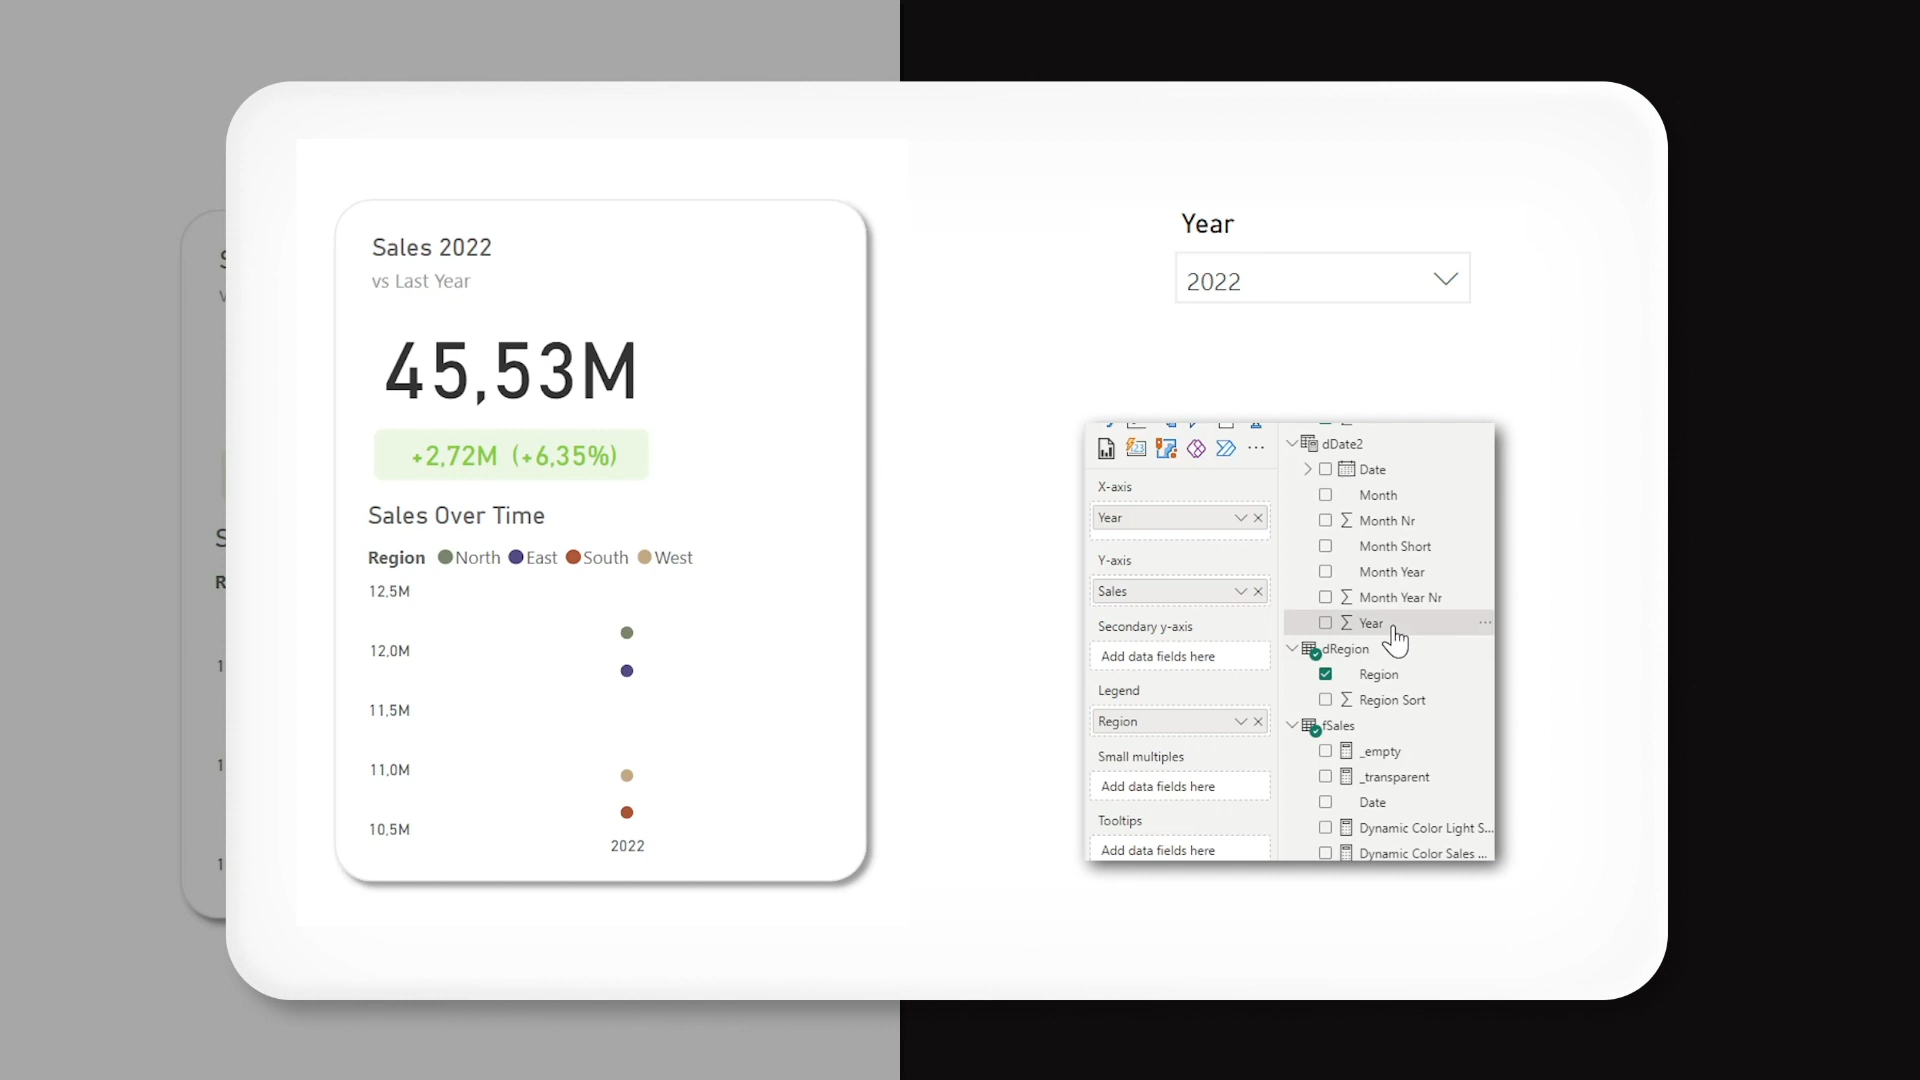 Sales 2022
vs Last Year
45,53M
+2,72M (+6,35%)
Sales Over Time
Region North East South West
12,5M
12,0M
11,5M
11,0M
10,5M
2022
Year
2022
X-axis
Year
Y-axis
Sales
Secondary y-axis
Add data fields here
Legend
Region
Small multiples
Add data fields here
Tooltips
Add data fields here
dDate2
Date
Month
Σ Month Nr
Month Short
Month Year
Σ Month Year Nr
Σ Year ...
dRegion
Region
Σ Region Sort
fSales
_empty
_transparent
Date
Dynamic Color Light S...
Dynamic Color Sales ...